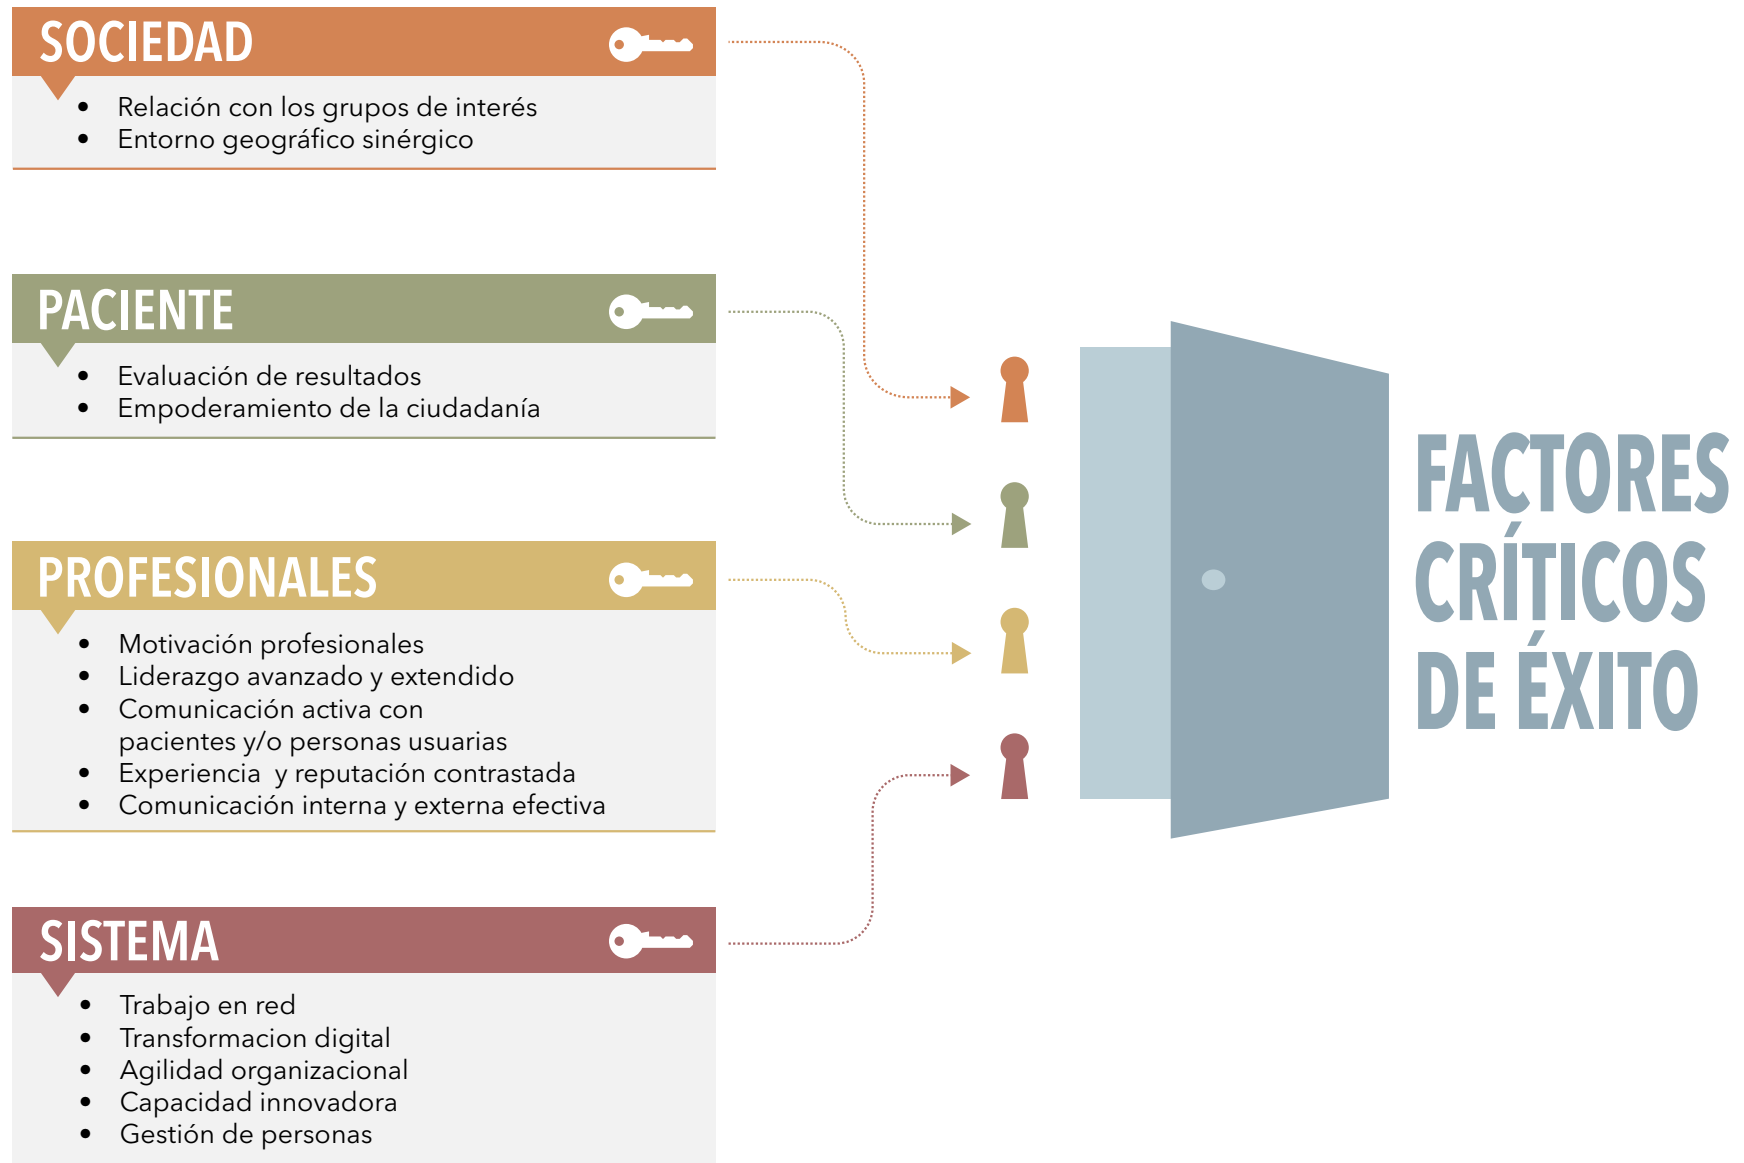 SOCIEDAD
• Relación con los grupos de interés
• Entorno geográfico sinérgico
PACIENTE
• Evaluación de resultados
• Empoderamiento de la ciudadanía
PROFESIONALES
• Motivación profesionales
• Liderazgo avanzado y extendido
• Comunicación activa con
pacientes y/o personas usuarias
• Experiencia y reputación contrastada
• Comunicación interna y externa efectiva
SISTEMA
• Trabajo en red
• Transformacion digital
• Agilidad organizacional
• Capacidad innovadora
• Gestión de personas
FACTORES
CRÍTICOS
DE ÉXITO